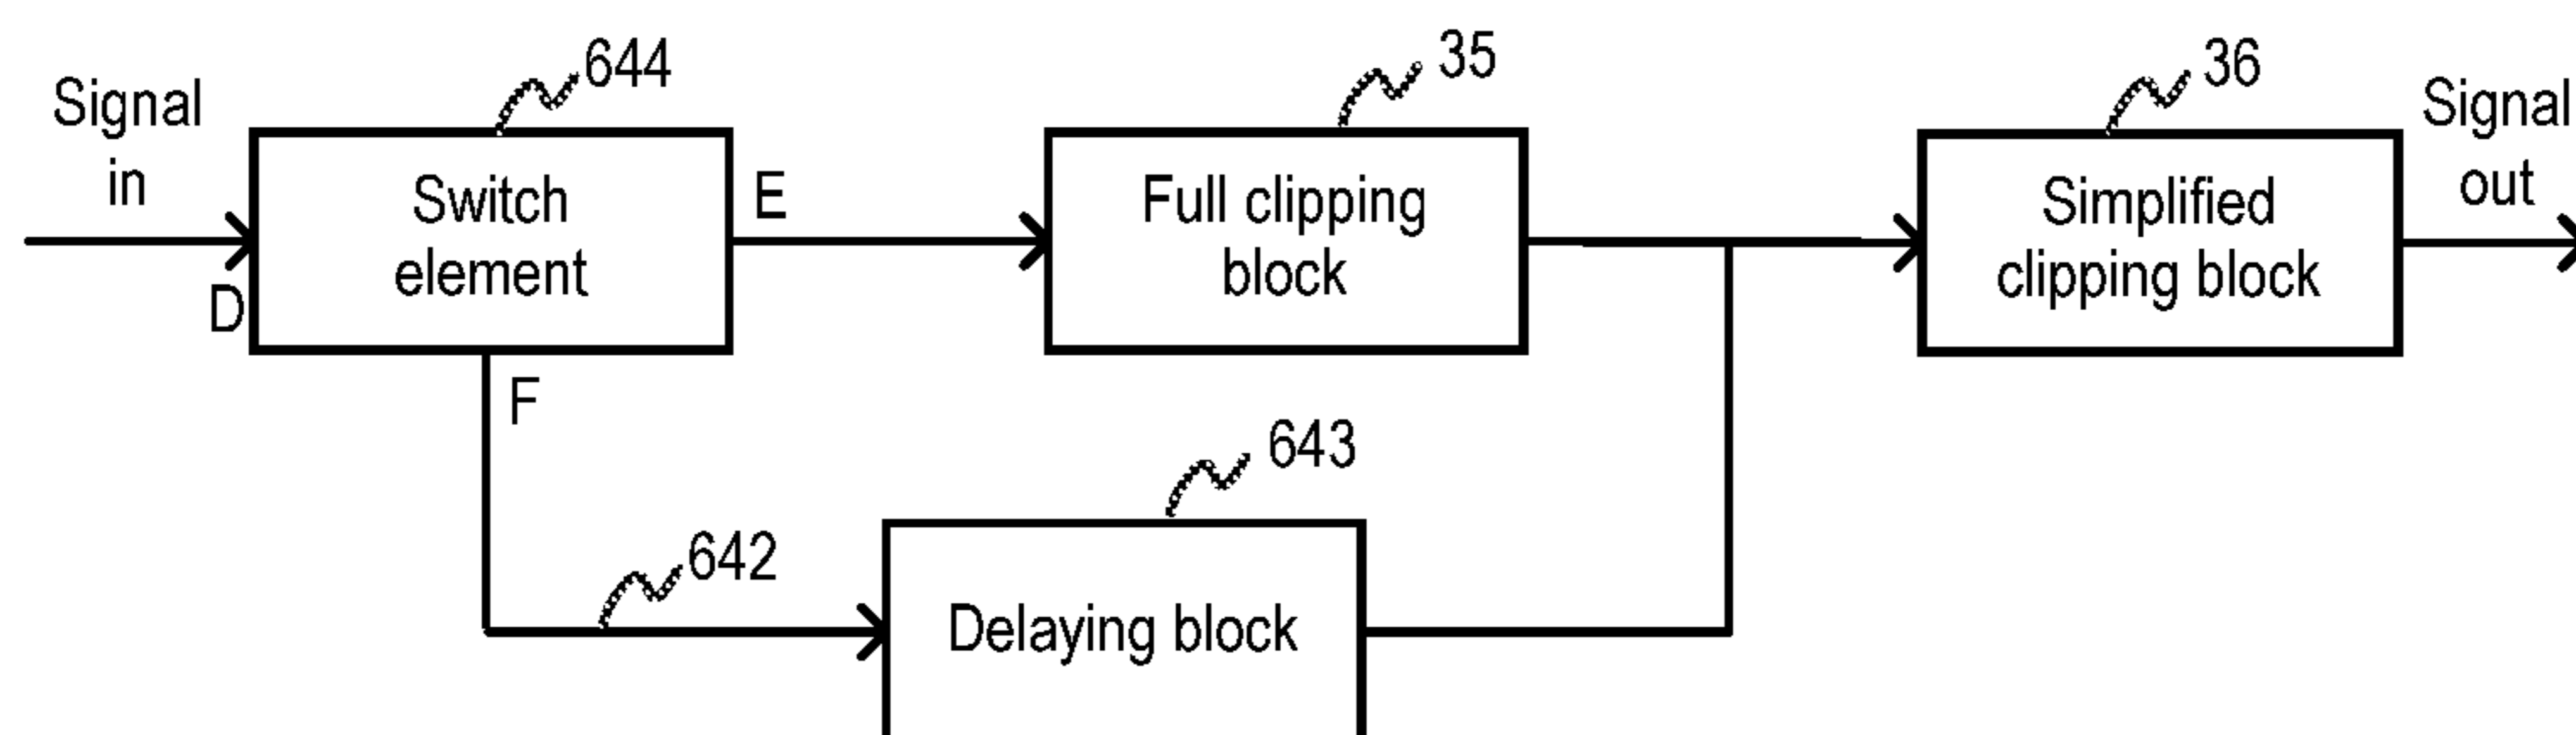 644
35
36
Signal
in
Signal
out
Switch
element
E
Full clipping
block
Simplified
clipping block
D
F
643
642
Delaying block